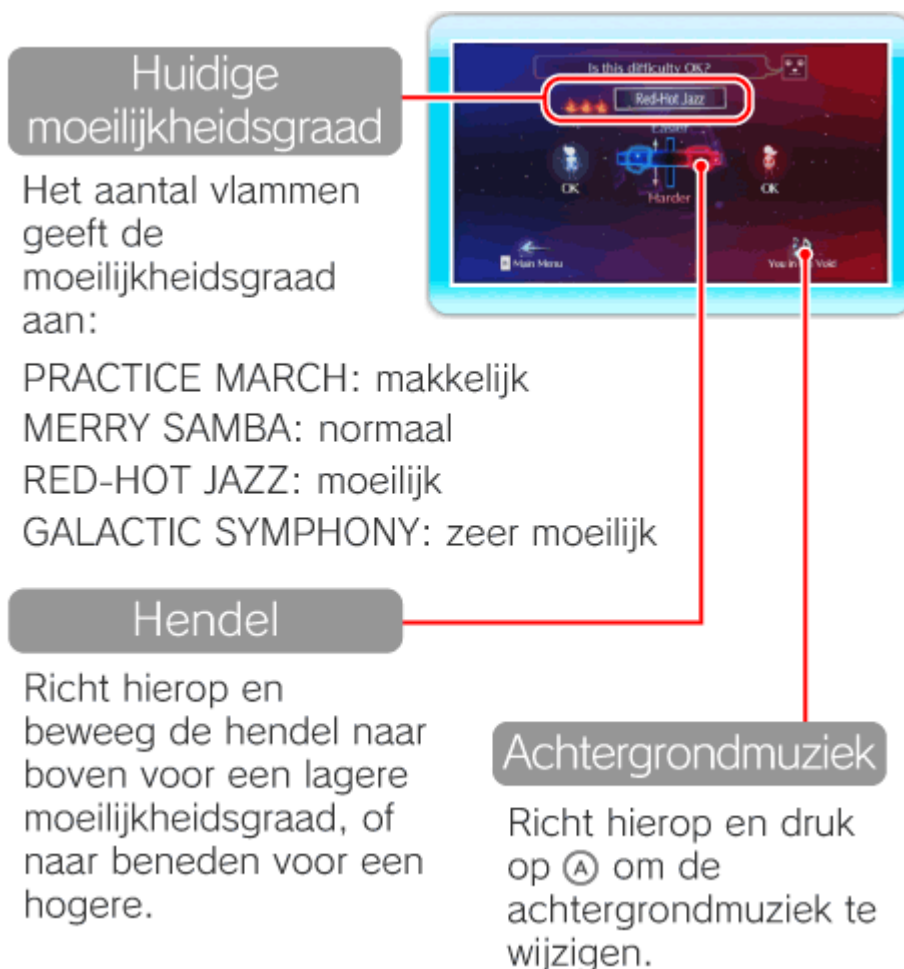 Huidige
moeilijkheidsgraad
Is this difficulty OK?
Red-Hot Jazz
Easier
OK
OK
Harder
Main Menu
You in Void
Het aantal vlammen
geeft de
moeilijkheidsgraad
aan:
PRACTICE MARCH: makkelijk
MERRY SAMBA: normaal
RED-HOT JAZZ: moeilijk
GALACTIC SYMPHONY: zeer moeilijk
Hendel
Richt hierop en
beweeg de hendel naar
boven voor een lagere
moeilijkheidsgraad, of
naar beneden voor een
hogere.
Achtergrondmuziek
Richt hierop en druk
op Ⓐ om de
achtergrondmuziek te
wijzigen.